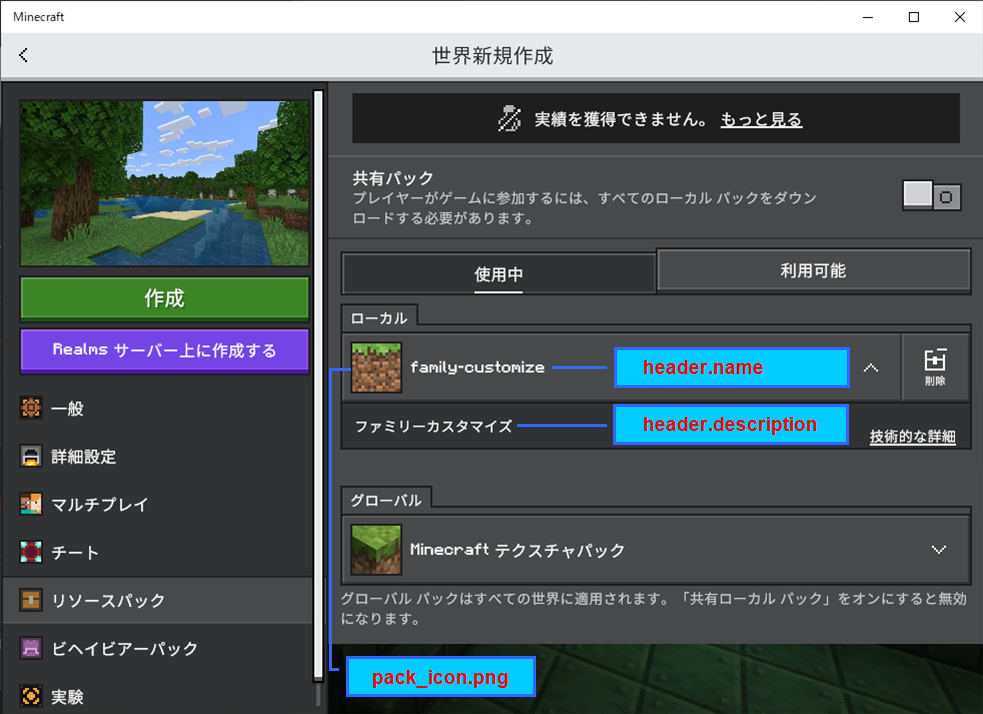 Minecraft
世界新規作成
実績を獲得できません。 もっと見る
共有パック
プレイヤーがゲームに参加するには、すべてのローカル パックをダウン
ロードする必要があります。
使用中
利用可能
作成
Realms サーバー上に作成する
一般
詳細設定
マルチプレイ
チート
リソースパック
ビヘイビアーパック
実験
ローカル
family-customize
header.name
削除
ファミリーカスタマイズ
header.description
技術的な詳細
グローバル
Minecraft テクスチャパック
グローバル パックはすべての世界に適用されます。「共有ローカル パック」をオンにすると無効
になります。
pack_icon.png